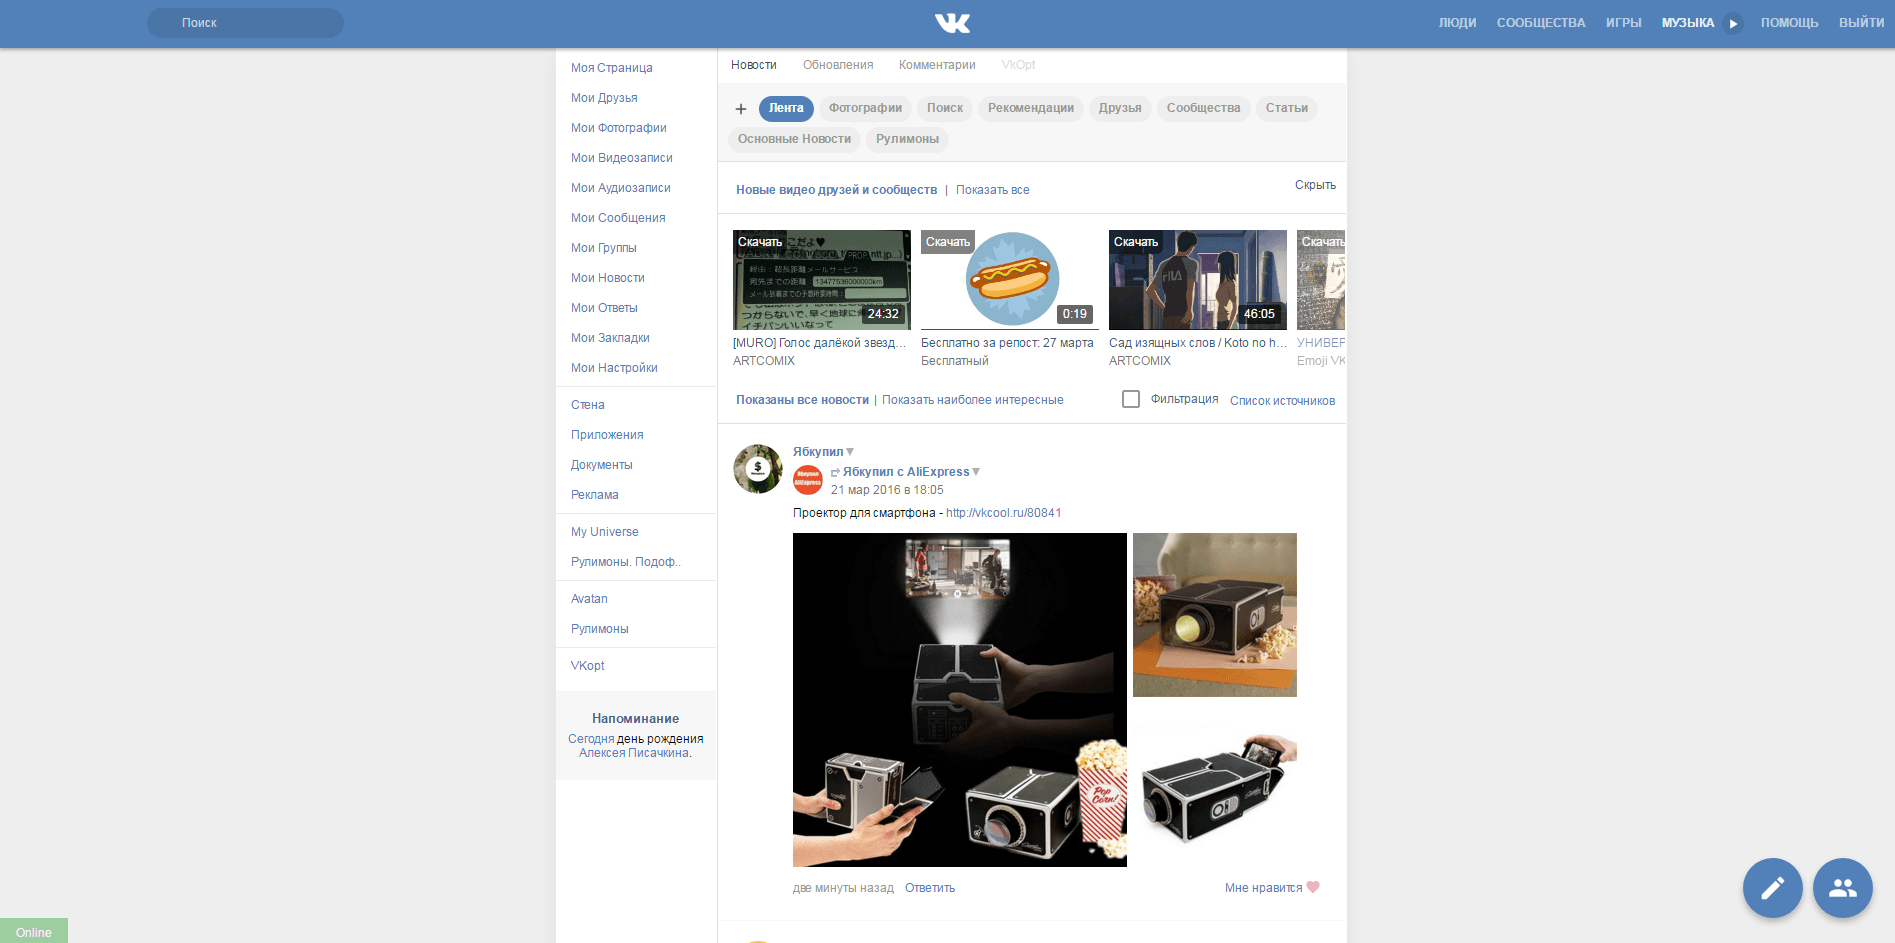 Поиск
ЛЮДИ СООБЩЕСТВА ИГРЫ МУЗЫКА ПОМОЩЬ ВЫЙТИ
Моя Страница
Мои Друзья
Мои Фотографии
Мои Видеозаписи
Мои Аудиозаписи
Мои Сообщения
Мои Группы
Мои Новости
Мои Ответы
Мои Закладки
Мои Настройки
Стена
Приложения
Документы
Реклама
My Universe
Рулимоны. Подоф..
Avatan
Рулимоны
VKopt
Напоминание
Сегодня день рождения
Алексея Писачкина.
Новости Обновления Комментарии VkOpt
+ Лента Фотографии Поиск Рекомендации Друзья Сообщества Статьи
Основные Новости Рулимоны
Новые видео друзей и сообществ | Показать все
Скрыть
Скачать
PROP
13477536000000km
24:32
[MURO] Голос далёкой звезд...
ARTCOMIX
Скачать
0:19
Бесплатно за репост: 27 марта
Бесплатный
Скачать
FILA
46:05
Сад изящных слов / Koto no h...
ARTCOMIX
Скачать
УНИВЕР
Emoji VK
Показаны все новости | Показать наиболее интересные
Фильтрация Список источников
Ябкупил
Ябкупил с AliExpress
21 мар 2016 в 18:05
Проектор для смартфона - http://vkcool.ru/80841
Pop
Corn!
две минуты назад Ответить
Мне нравится
Online